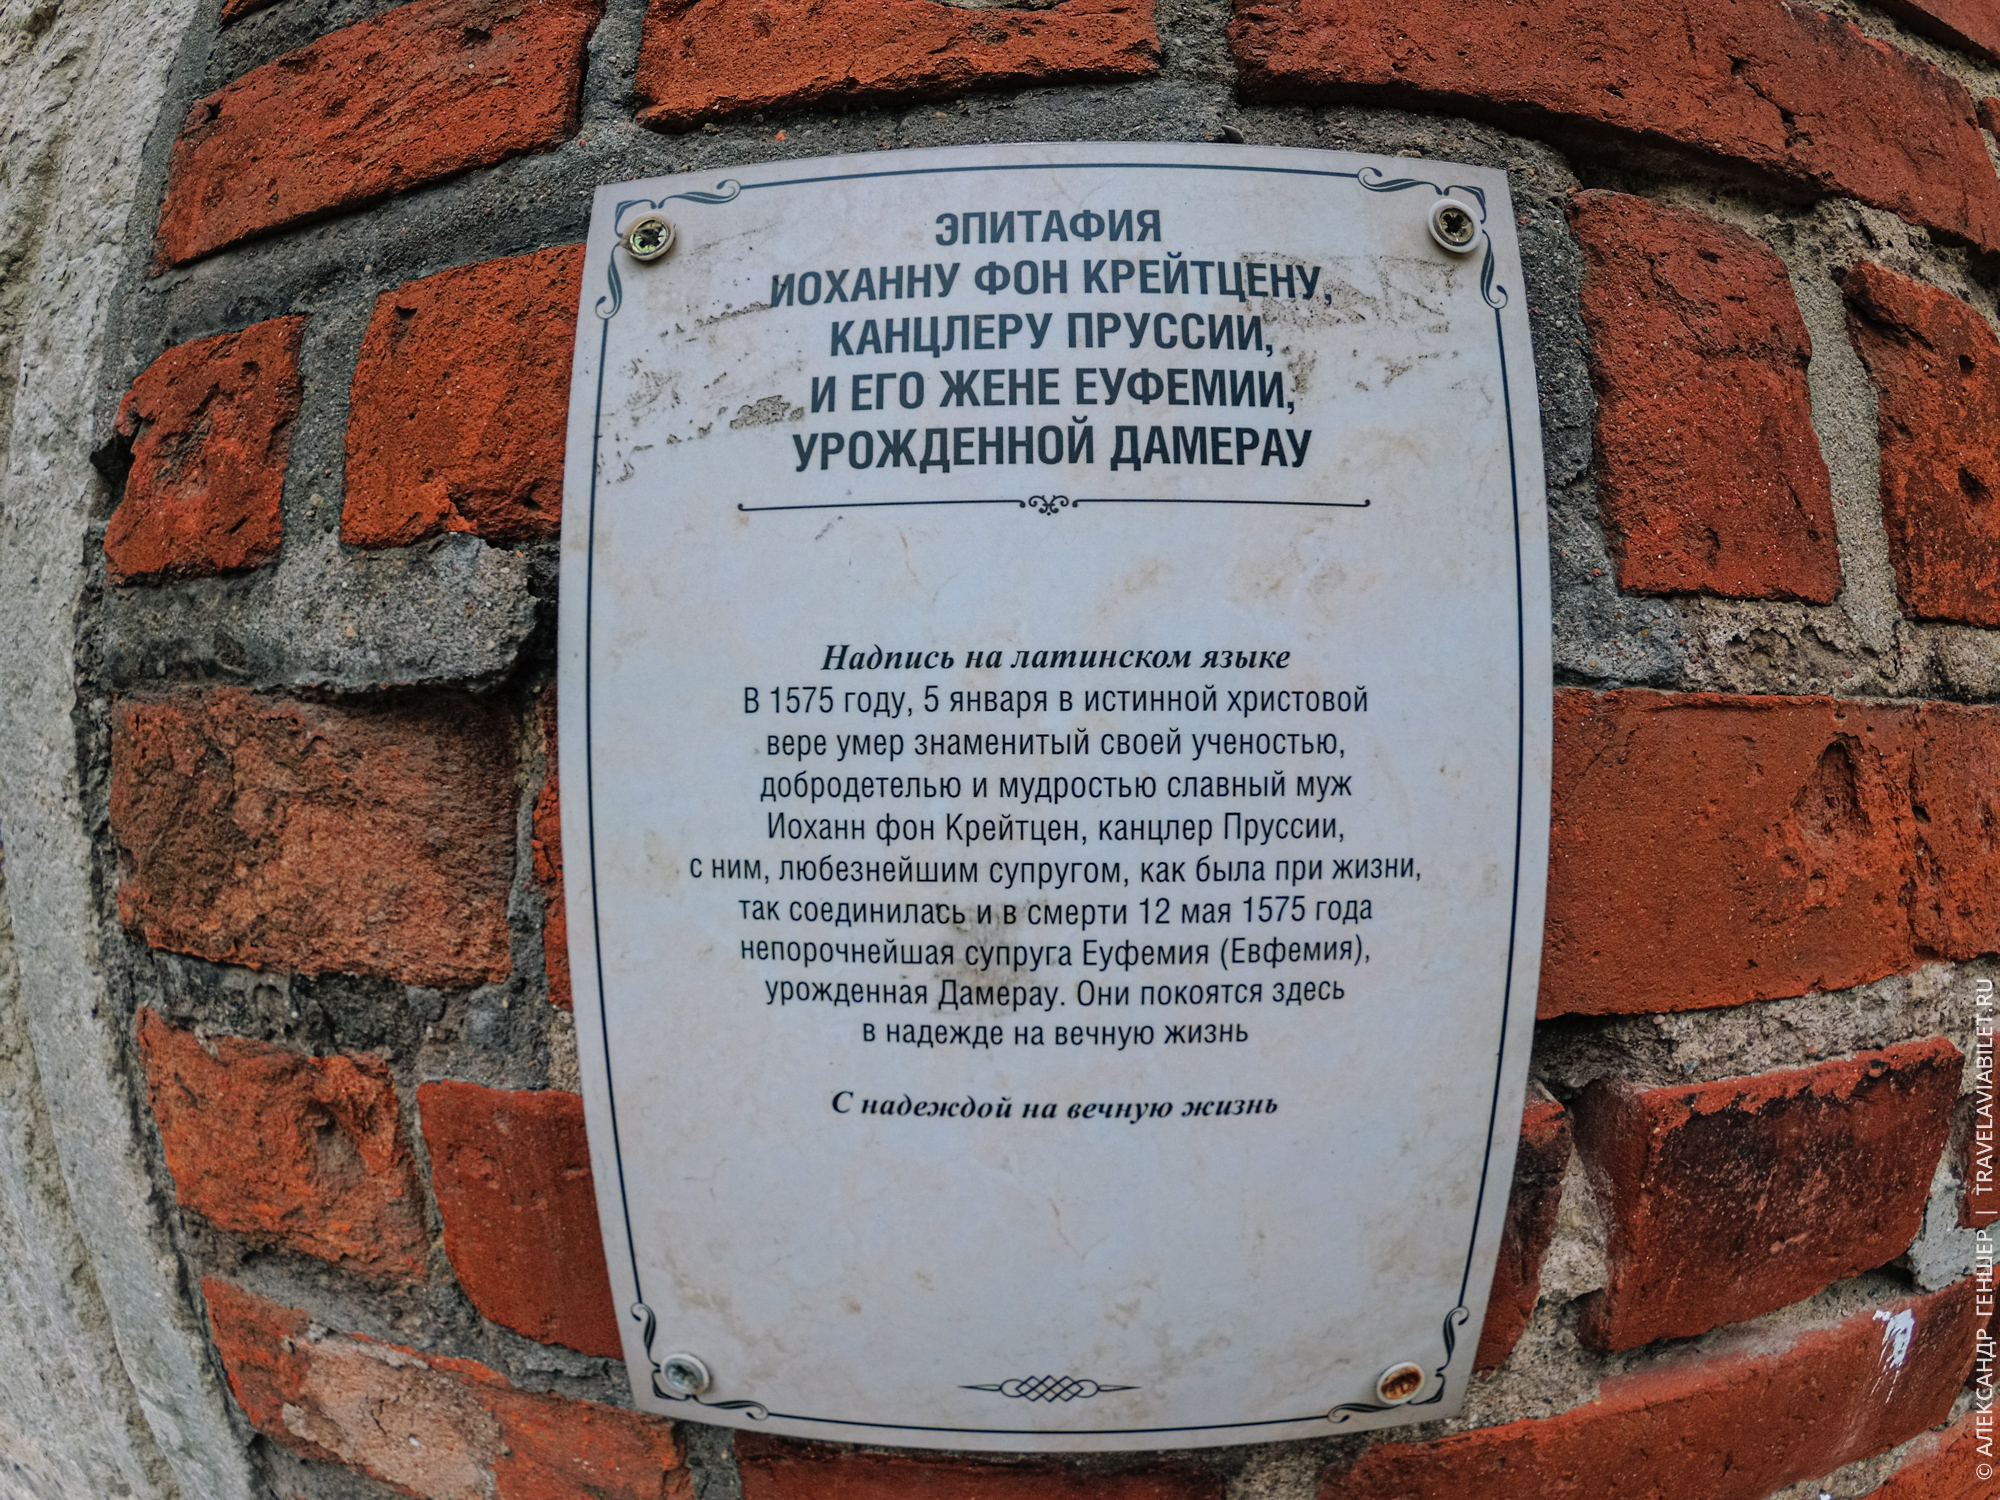 ЭПИТАФИЯ
ИОХАННУ ФОН КРЕЙТЦЕНУ,
КАНЦЛЕРУ ПРУССИИ,
И ЕГО ЖЕНЕ ЕУФЕМИИ,
УРОЖДЕННОЙ ДАМЕРАУ
Надпись на латинском языке
В 1575 году, 5 января в истинной христовой
вере умер знаменитый своей ученостью,
добродетелью и мудростью славный муж
Иоханн фон Крейтцен, канцлер Пруссии,
с ним, любезнейшим супругом, как была при жизни,
так соединилась и в смерти 12 мая 1575 года
непорочнейшая супруга Еуфемия (Евфемия),
урожденная Дамерау. Они покоятся здесь
в надежде на вечную жизнь
С надеждой на вечную жизнь
© АЛЕКСАНДР ГЕНШЕР | TRAVELAVIABILET.RU